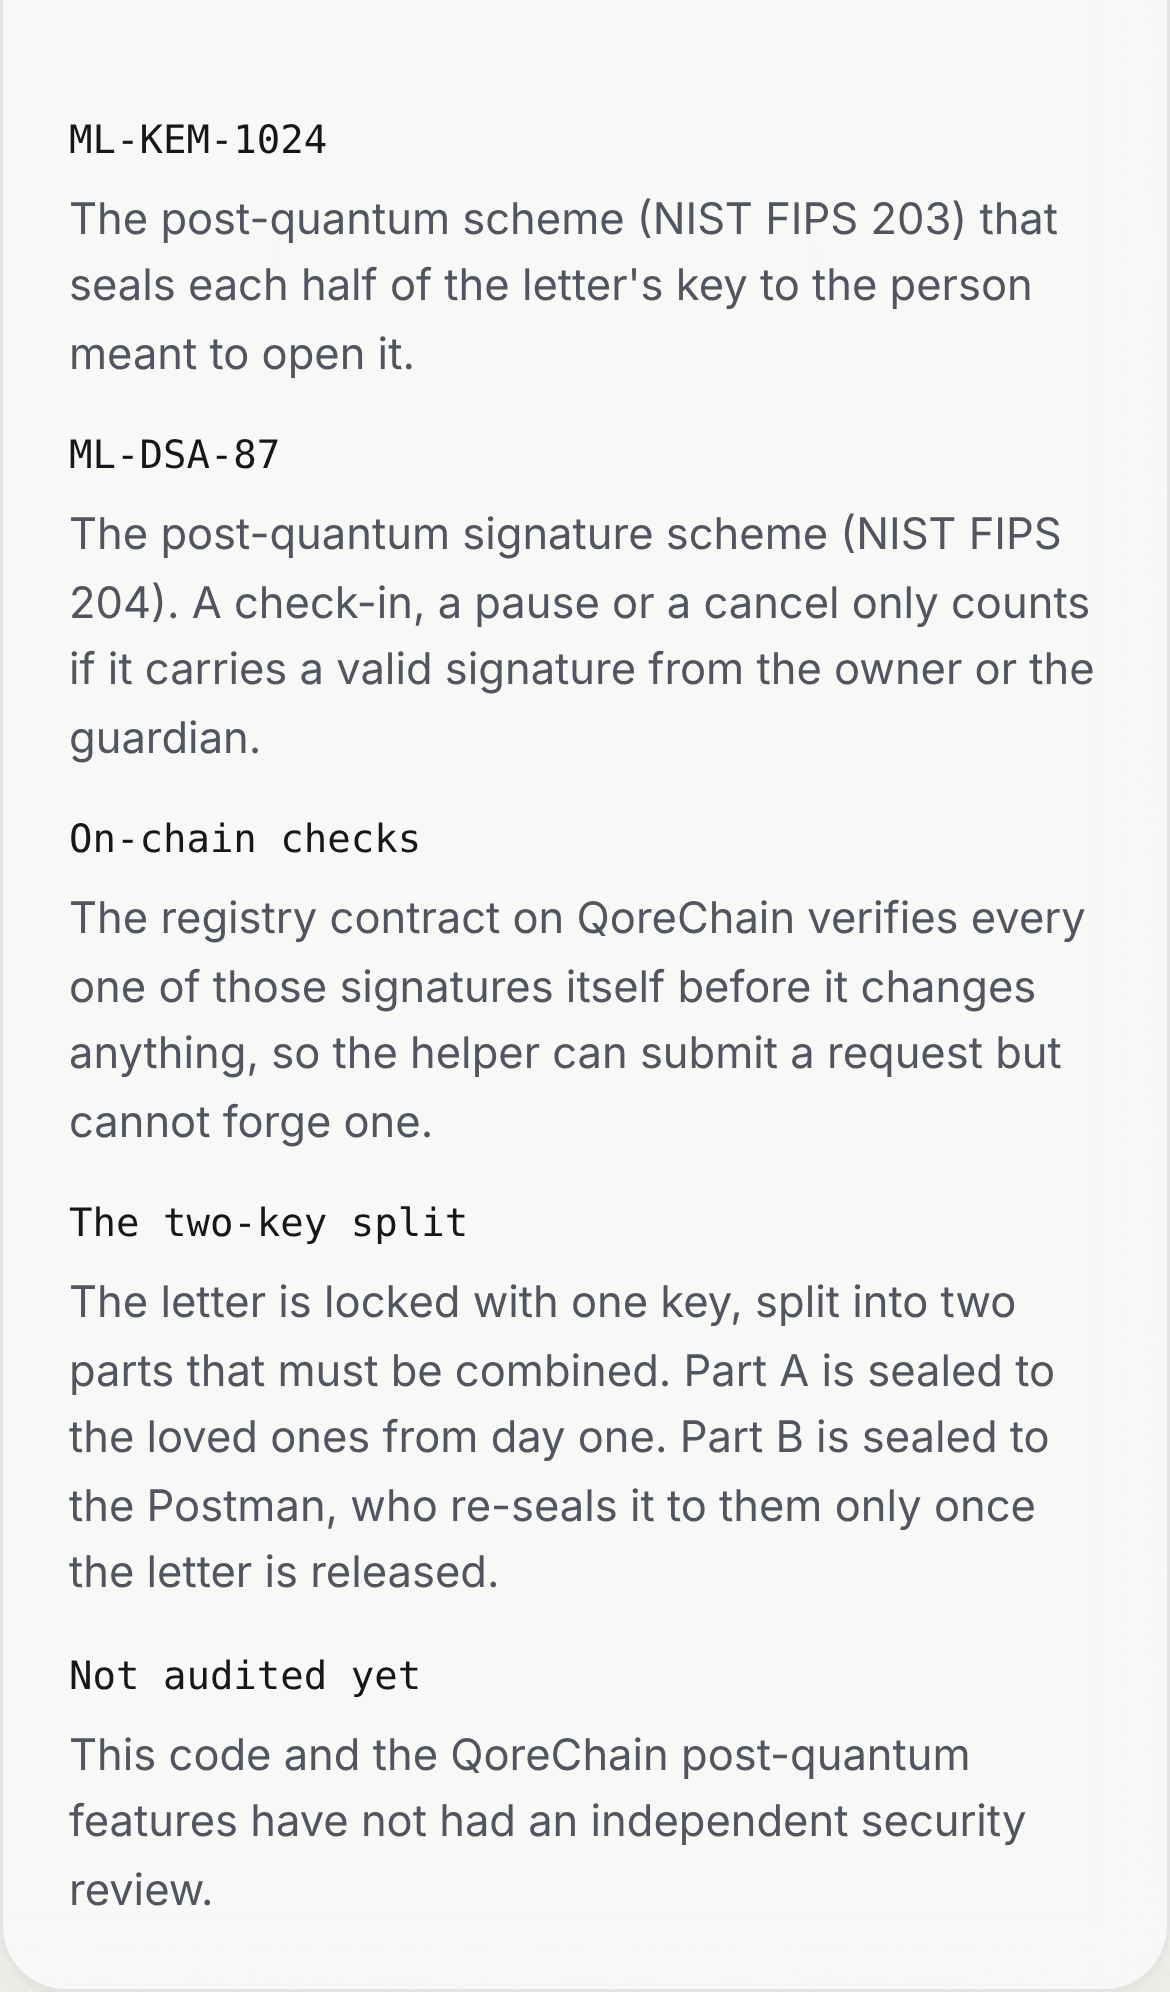 ML-KEM-1024
The post-quantum scheme (NIST FIPS 203) that
seals each half of the letter's key to the person
meant to open it.
ML-DSA-87
The post-quantum signature scheme (NIST FIPS
204). A check-in, a pause or a cancel only counts
if it carries a valid signature from the owner or the
guardian.
On-chain checks
The registry contract on QoreChain verifies every
one of those signatures itself before it changes
anything, so the helper can submit a request but
cannot forge one.
The two-key split
The letter is locked with one key, split into two
parts that must be combined. Part A is sealed to
the loved ones from day one. Part B is sealed to
the Postman, who re-seals it to them only once
the letter is released.
Not audited yet
This code and the QoreChain post-quantum
features have not had an independent security
review.